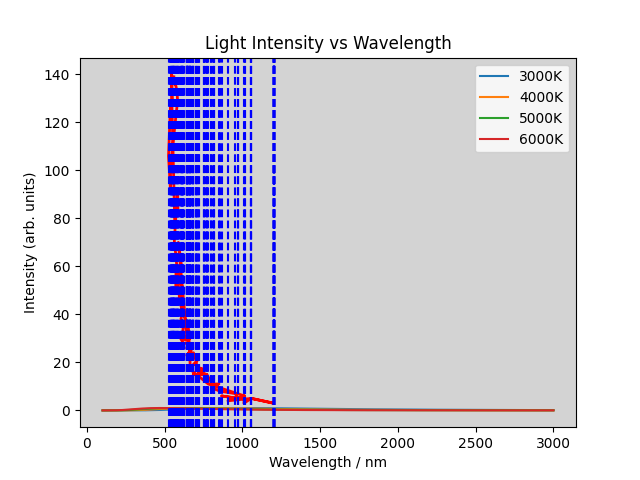 Light Intensity vs Wavelength
3000K
4000K
5000K
6000K
Intensity (arb. units)
140
120
100
80
60
40
20
0
0 500 1000 1500 2000 2500 3000
Wavelength / nm